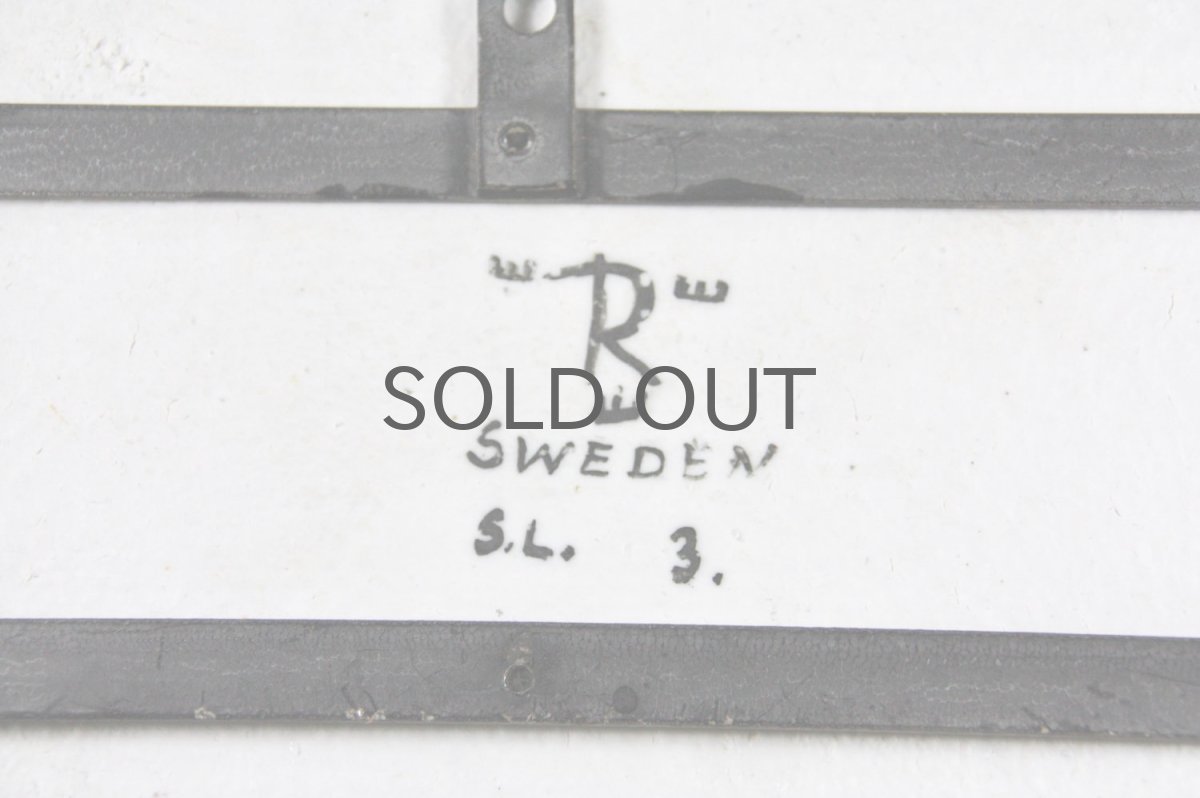 E R E
E
SOLD OUT
SWEDEN
S.L. 3.